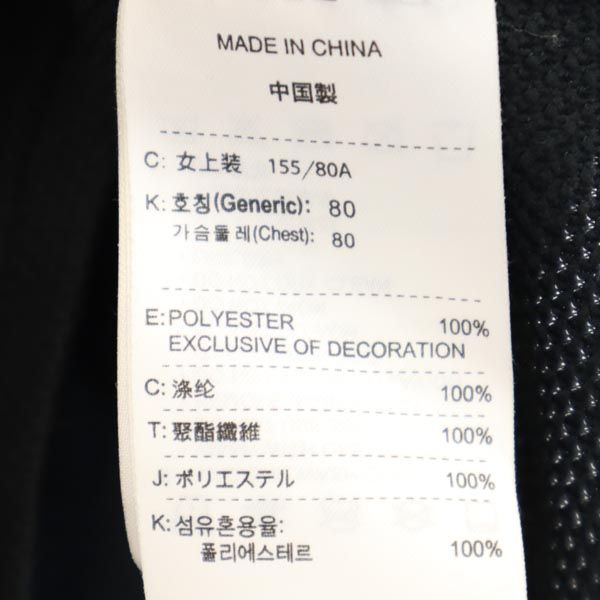 MADE IN CHINA
中国製
C: 女上装 155/80A
K: 호칭(Generic): 80
가슴둘레(Chest): 80
E: POLYESTER 100%
EXCLUSIVE OF DECORATION
C: 涤纶 100%
T: 聚酯纖維 100%
J: ポリエステル 100%
K: 섬유혼용율:
폴리에스테르 100%